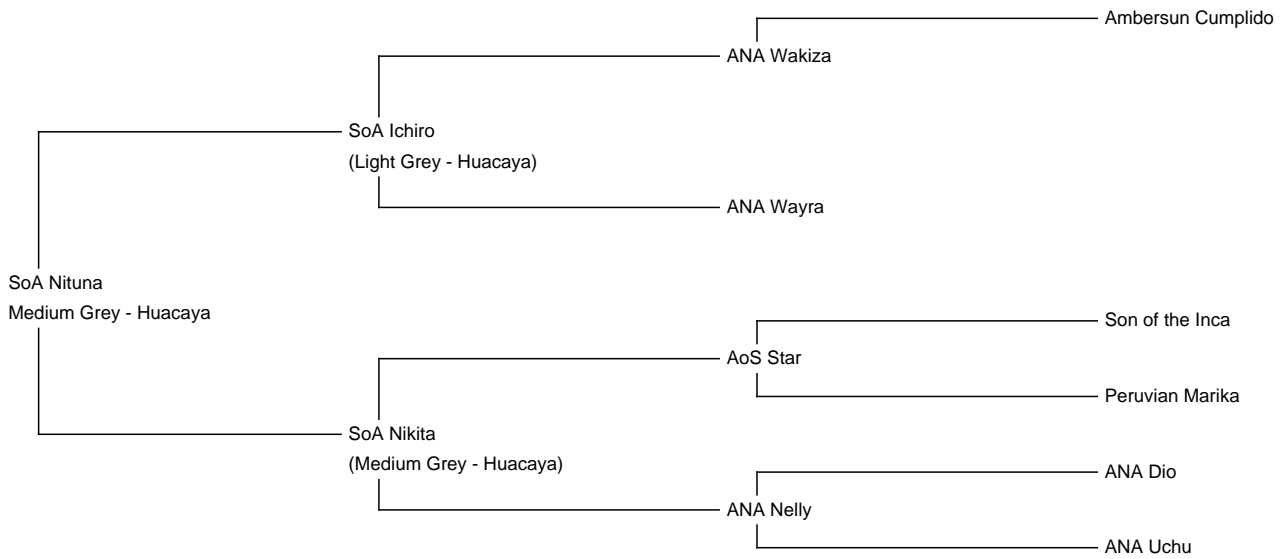 Ambersun Cumplido
ANA Wakiza
SoA Ichiro
(Light Grey - Huacaya)
ANA Wayra
SoA Nituna
Medium Grey - Huacaya
Son of the Inca
AoS Star
Peruvian Marika
SoA Nikita
(Medium Grey - Huacaya)
ANA Dio
ANA Nelly
ANA Uchu